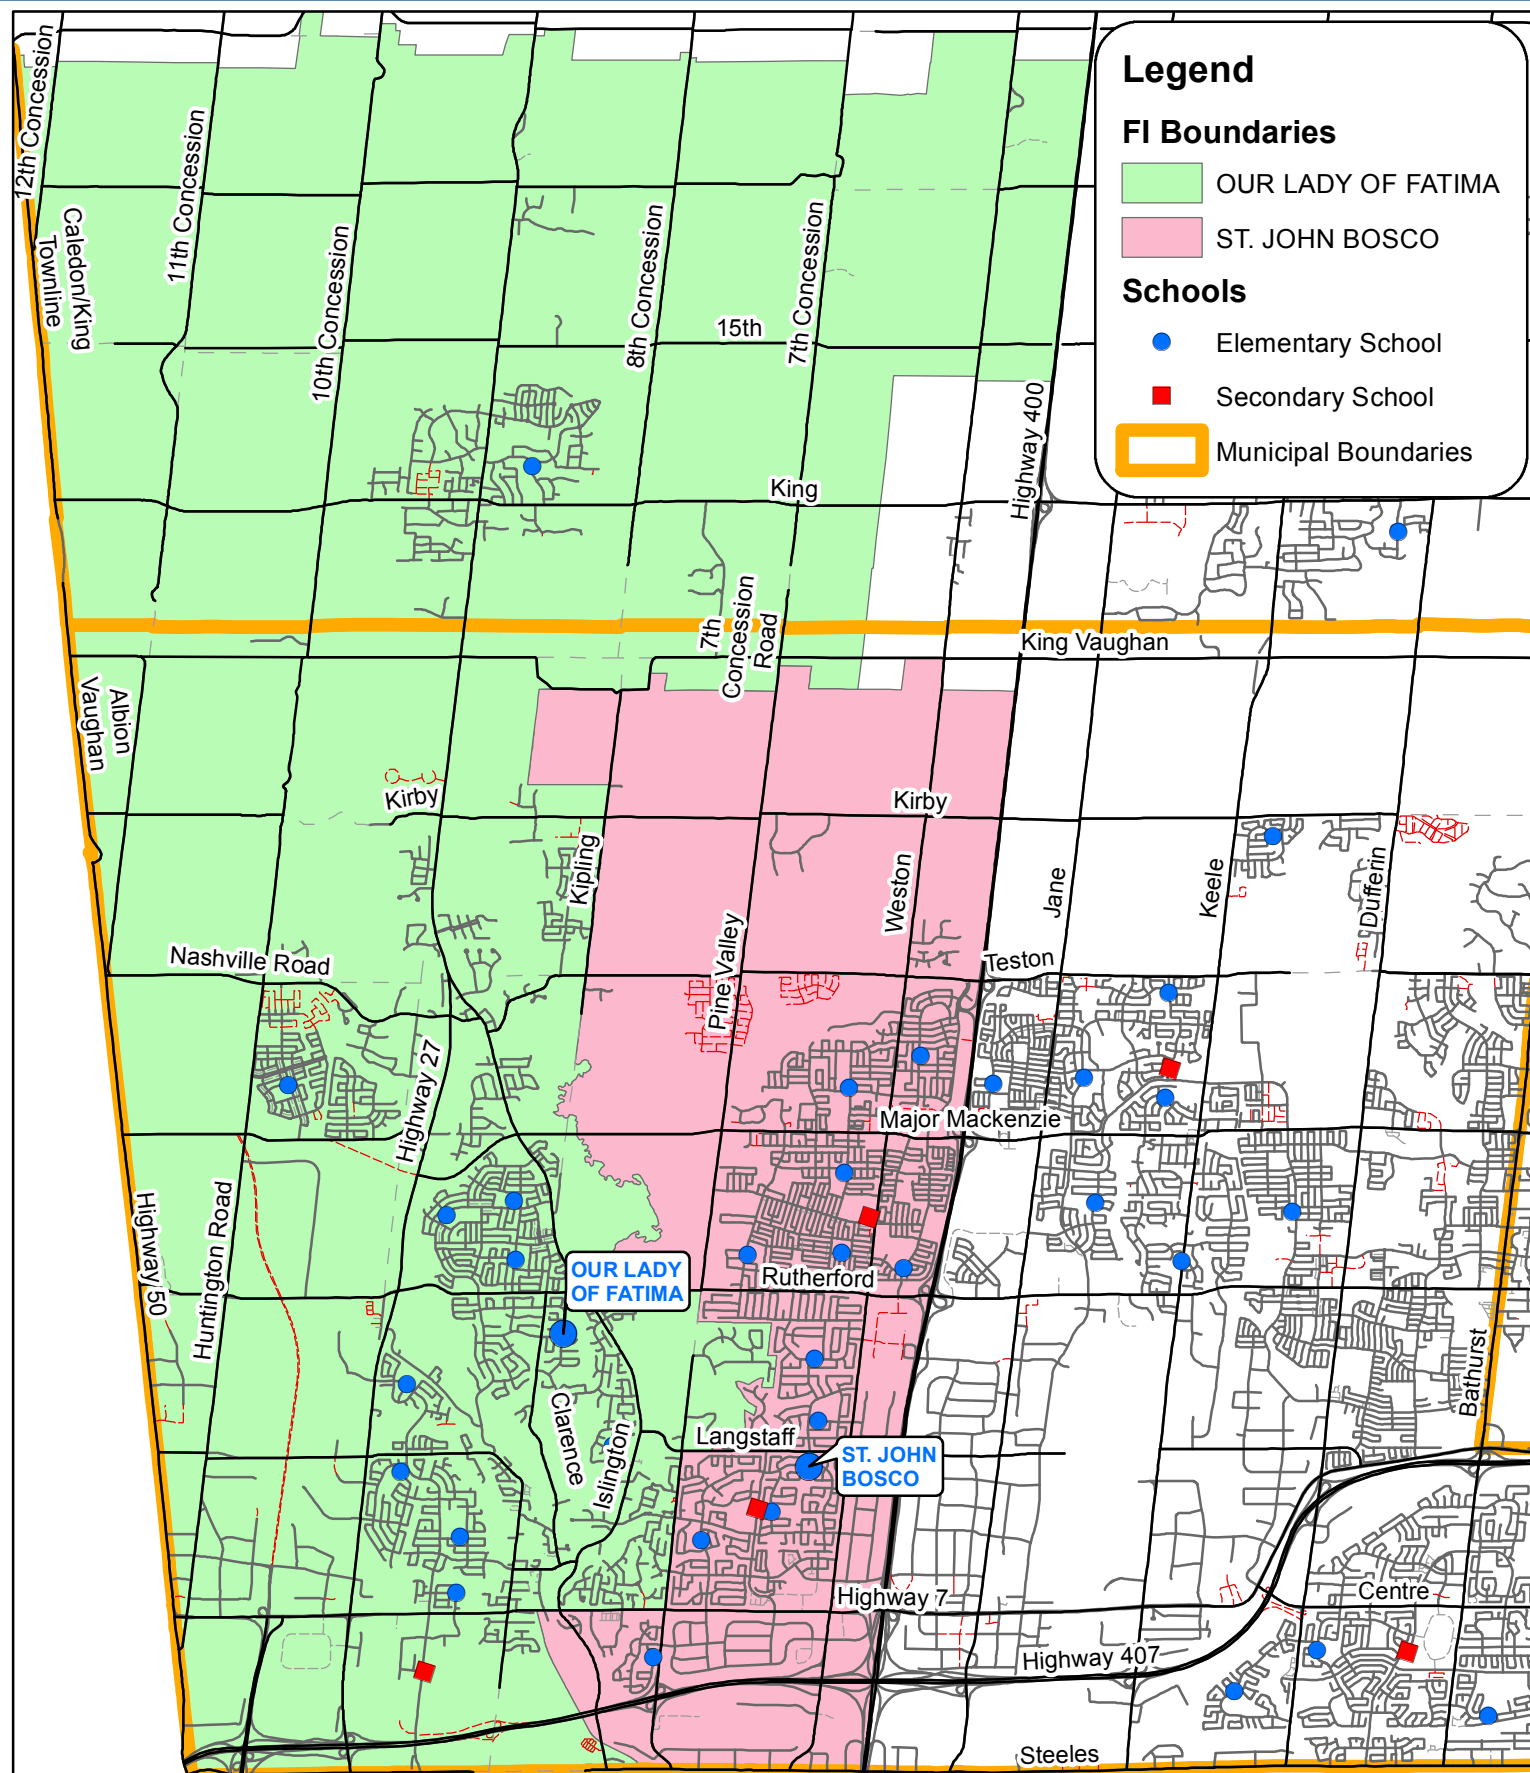 Legend
FI Boundaries
OUR LADY OF FATIMA
ST. JOHN BOSCO
Schools
Elementary School
Secondary School
Municipal Boundaries
12th Concession
11th Concession
10th Concession
8th Concession
7th Concession
Caledon/King
Townline
15th
Highway 400
King
7th
Concession
Road
King Vaughan
Albion
Vaughan
Kirby
Kirby
Kipling
Weston
Jane
Keele
Dufferin
Nashville Road
Pine Valley
Teston
Highway 27
Major Mackenzie
Highway 50
Huntington Road
OUR LADY
OF FATIMA
Rutherford
Bathurst
Clarence
Islington
Langstaff
ST. JOHN
BOSCO
Highway 7
Centre
Highway 407
Steeles